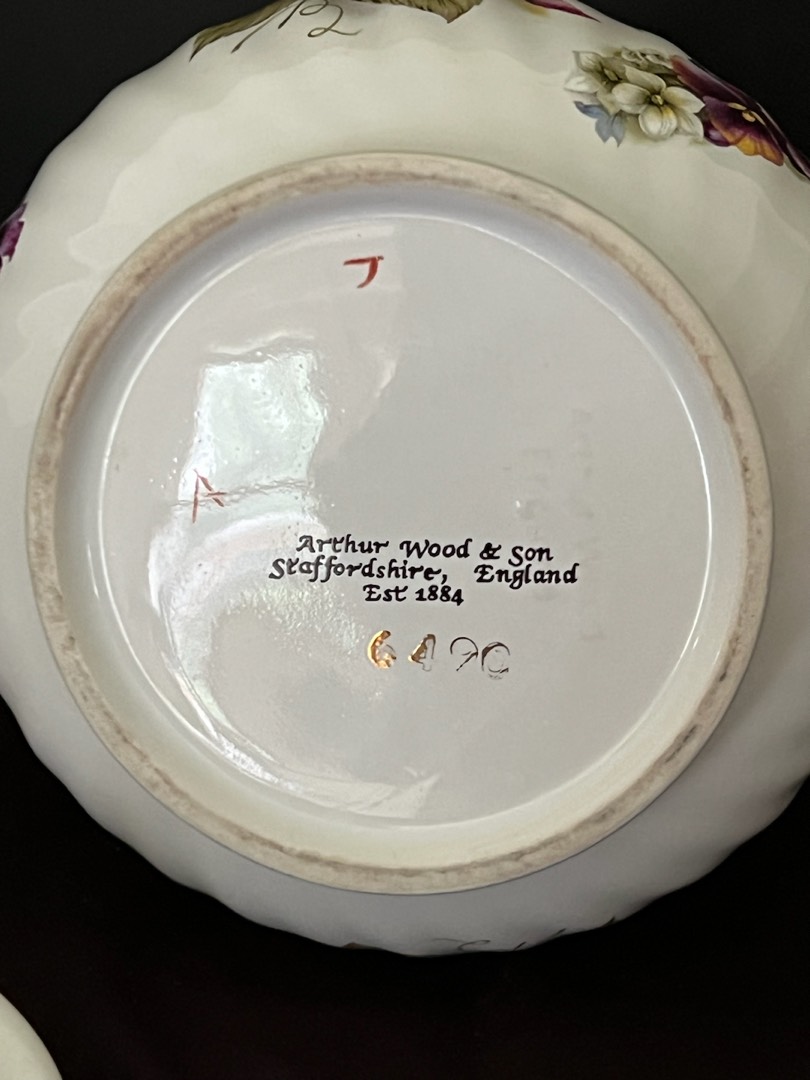 J
A
Arthur Wood & Son
Staffordshire, England
Est 1884
6490